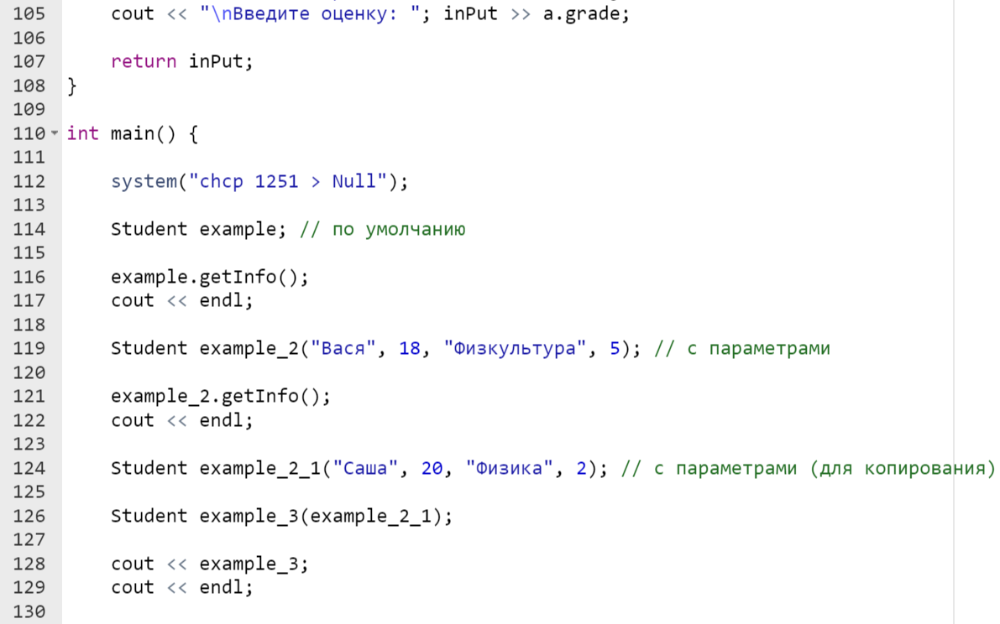 105 cout << "\nВведите оценку: "; inPut >> a.grade;
106
107 return inPut;
108 }
109
110 int main() {
111
112 system("chcp 1251 > Null");
113
114 Student example; // по умолчанию
115
116 example.getInfo();
117 cout << endl;
118
119 Student example_2("Вася", 18, "Физкультура", 5); // с параметрами
120
121 example_2.getInfo();
122 cout << endl;
123
124 Student example_2_1("Саша", 20, "Физика", 2); // с параметрами (для копирования)
125
126 Student example_3(example_2_1);
127
128 cout << example_3;
129 cout << endl;
130